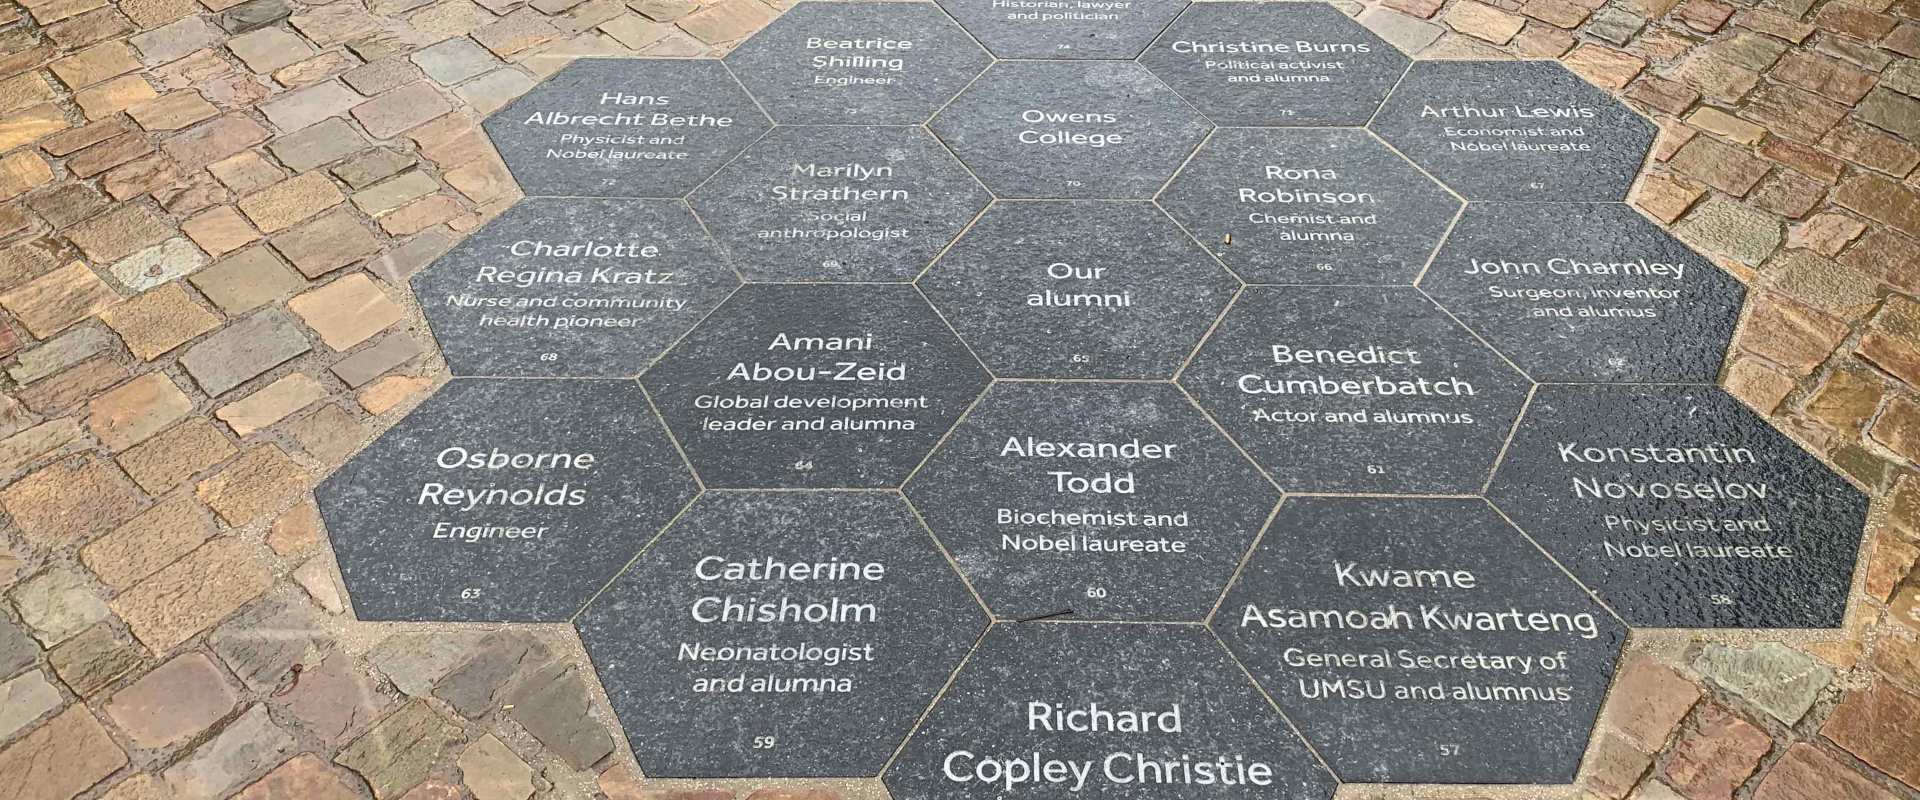 Historian, lawyer
and politician
74
Beatrice
Shilling
Engineer
73
Christine Burns
Political activist
and alumna
71
Hans
Albrecht Bethe
Physicist and
Nobel laureate
72
Owens
College
70
Arthur Lewis
Economist and
Nobel laureate
67
Marilyn
Strathern
Social
anthropologist
69
Rona
Robinson
Chemist and
alumna
66
Charlotte
Regina Kratz
Nurse and community
health pioneer
68
Our
alumni
65
John Charnley
Surgeon, inventor
and alumus
62
Amani
Abou-Zeid
Global development
leader and alumna
64
Benedict
Cumberbatch
Actor and alumnus
61
Osborne
Reynolds
Engineer
63
Alexander
Todd
Biochemist and
Nobel laureate
60
Konstantin
Novoselov
Physicist and
Nobel laureate
58
Catherine
Chisholm
Neonatologist
and alumna
59
Kwame
Asamoah Kwarteng
General Secretary of
UMSU and alumnus
57
Richard
Copley Christie